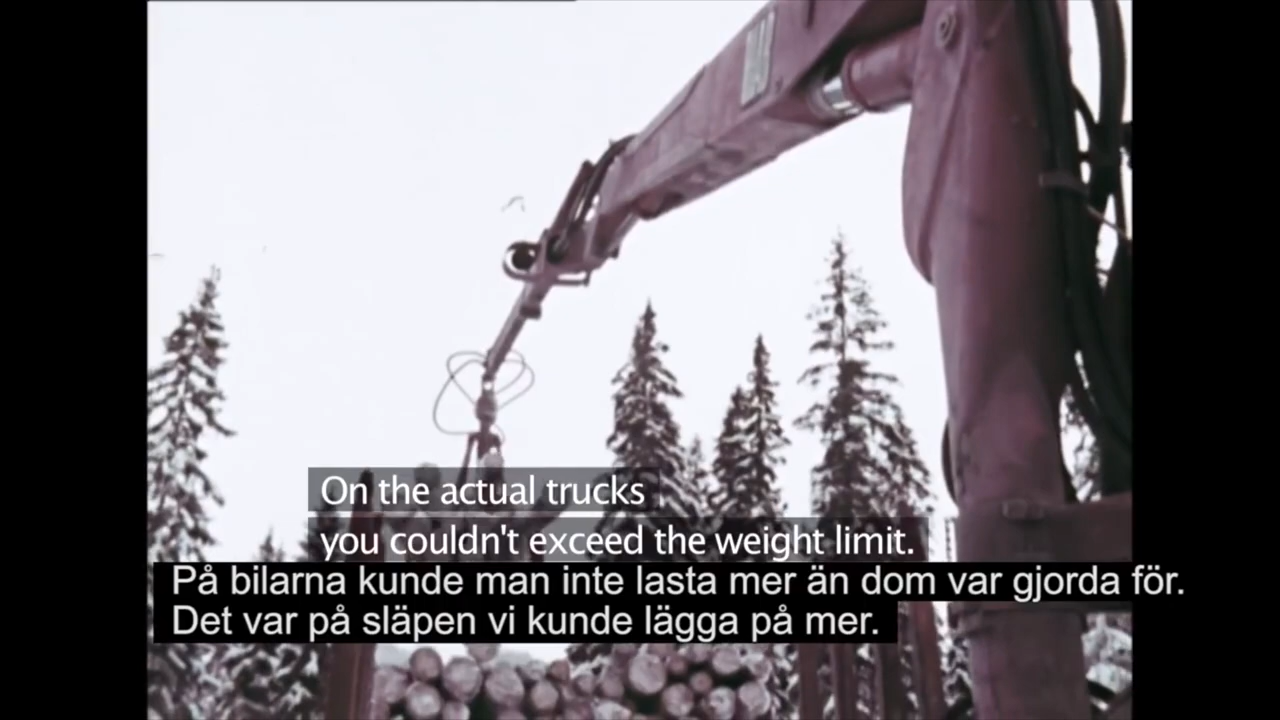 On the actual trucks
you couldn't exceed the weight limit.
På bilarna kunde man inte lasta mer än dom var gjorda för.
Det var på släpen vi kunde lägga på mer.